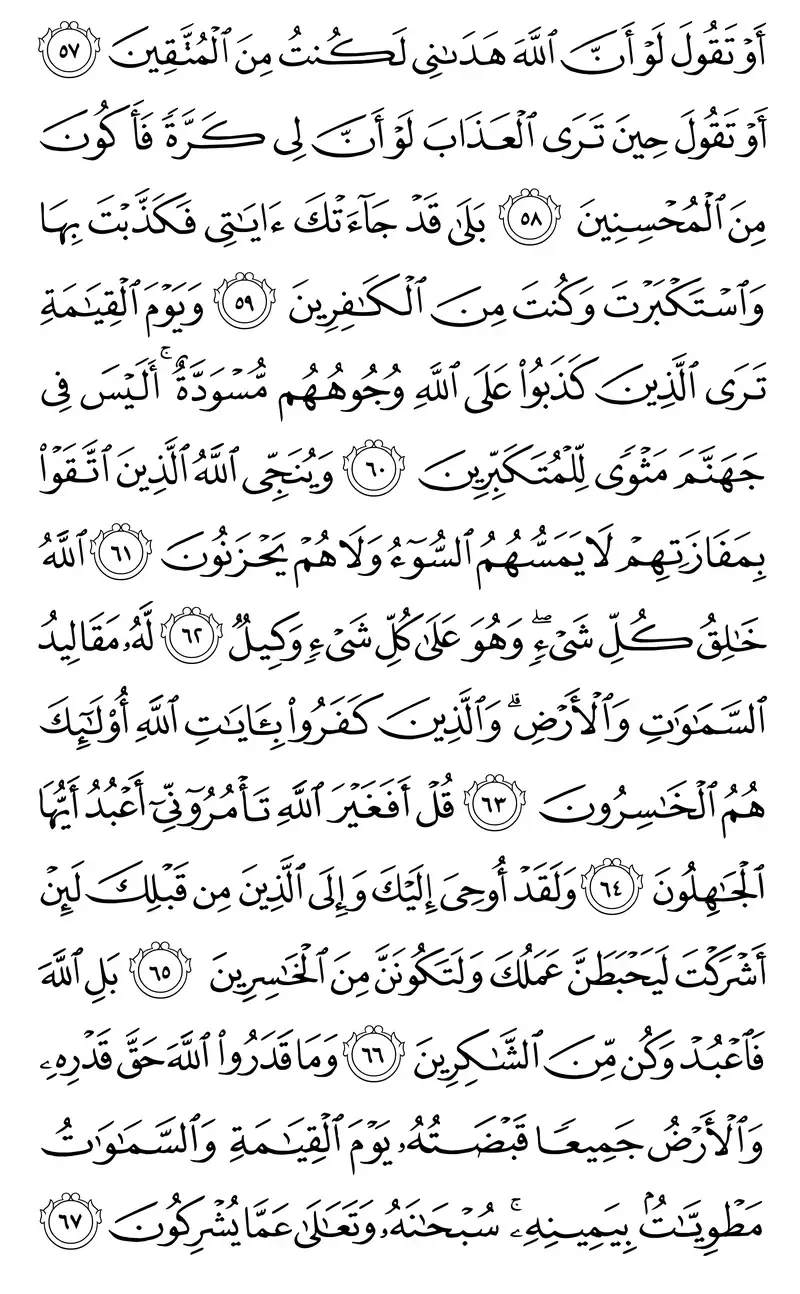 أَوْ تَقُولَ لَوْ أَنَّ ٱللَّهَ هَدَىٰنِى لَكُنتُ مِنَ ٱلْمُتَّقِينَ ٥٧
أَوْ تَقُولَ حِينَ تَرَى ٱلْعَذَابَ لَوْ أَنَّ لِى كَرَّةً فَأَكُونَ
مِنَ ٱلْمُحْسِنِينَ ٥٨ بَلَىٰ قَدْ جَآءَتْكَ ءَايَٰتِى فَكَذَّبْتَ بِهَا
وَٱسْتَكْبَرْتَ وَكُنتَ مِنَ ٱلْكَٰفِرِينَ ٥٩ وَيَوْمَ ٱلْقِيَٰمَةِ
تَرَى ٱلَّذِينَ كَذَبُوا۟ عَلَى ٱللَّهِ وُجُوهُهُم مُّسْوَدَّةٌ ۚ أَلَيْسَ فِى
جَهَنَّمَ مَثْوًى لِّلْمُتَكَبِّرِينَ ٦٠ وَيُنَجِّى ٱللَّهُ ٱلَّذِينَ ٱتَّقَوْا۟
بِمَفَازَتِهِمْ لَا يَمَسُّهُمُ ٱلسُّوٓءُ وَلَا هُمْ يَحْزَنُونَ ٦١ ٱللَّهُ
خَٰلِقُ كُلِّ شَىْءٍ ۖ وَهُوَ عَلَىٰ كُلِّ شَىْءٍ وَكِيلٌ ٦٢ لَّهُۥ مَقَالِيدُ
ٱلسَّمَٰوَٰتِ وَٱلْأَرْضِ ۗ وَٱلَّذِينَ كَفَرُوا۟ بِـَٔايَٰتِ ٱللَّهِ أُو۟لَٰٓئِكَ
هُمُ ٱلْخَٰسِرُونَ ٦٣ قُلْ أَفَغَيْرَ ٱللَّهِ تَأْمُرُوٓنِّىٓ أَعْبُدُ أَيُّهَا
ٱلْجَٰهِلُونَ ٦٤ وَلَقَدْ أُوحِىَ إِلَيْكَ وَإِلَى ٱلَّذِينَ مِن قَبْلِكَ لَئِنْ
أَشْرَكْتَ لَيَحْبَطَنَّ عَمَلُكَ وَلَتَكُونَنَّ مِنَ ٱلْخَٰسِرِينَ ٦٥ بَلِ ٱللَّهَ
فَٱعْبُدْ وَكُن مِّنَ ٱلشَّٰكِرِينَ ٦٦ وَمَا قَدَرُوا۟ ٱللَّهَ حَقَّ قَدْرِهِۦ
وَٱلْأَرْضُ جَمِيعًا قَبْضَتُهُۥ يَوْمَ ٱلْقِيَٰمَةِ وَٱلسَّمَٰوَٰتُ
مَطْوِيَّٰتٌۢ بِيَمِينِهِۦ ۚ سُبْحَٰنَهُۥ وَتَعَٰلَىٰ عَمَّا يُشْرِكُونَ ٦٧